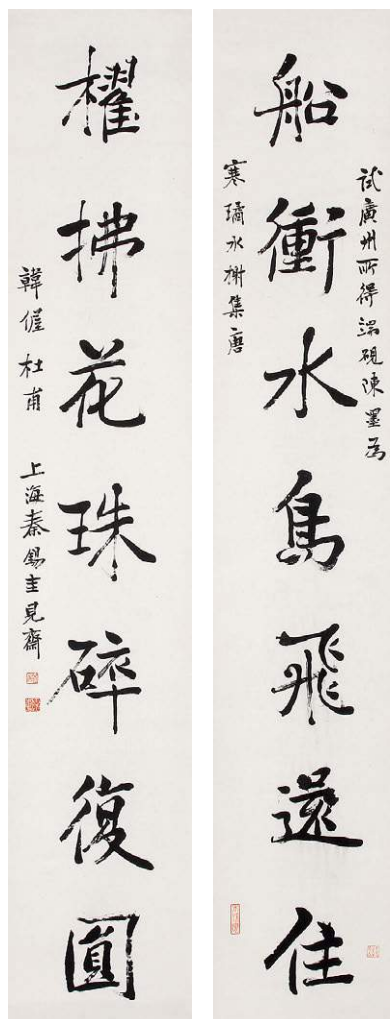 試廣州所得端硯陳墨為
船衝水鳥飛還住
寒璚水榭集唐
櫂拂花珠碎復圓
韓偓 杜甫
上海秦錫圭見齋